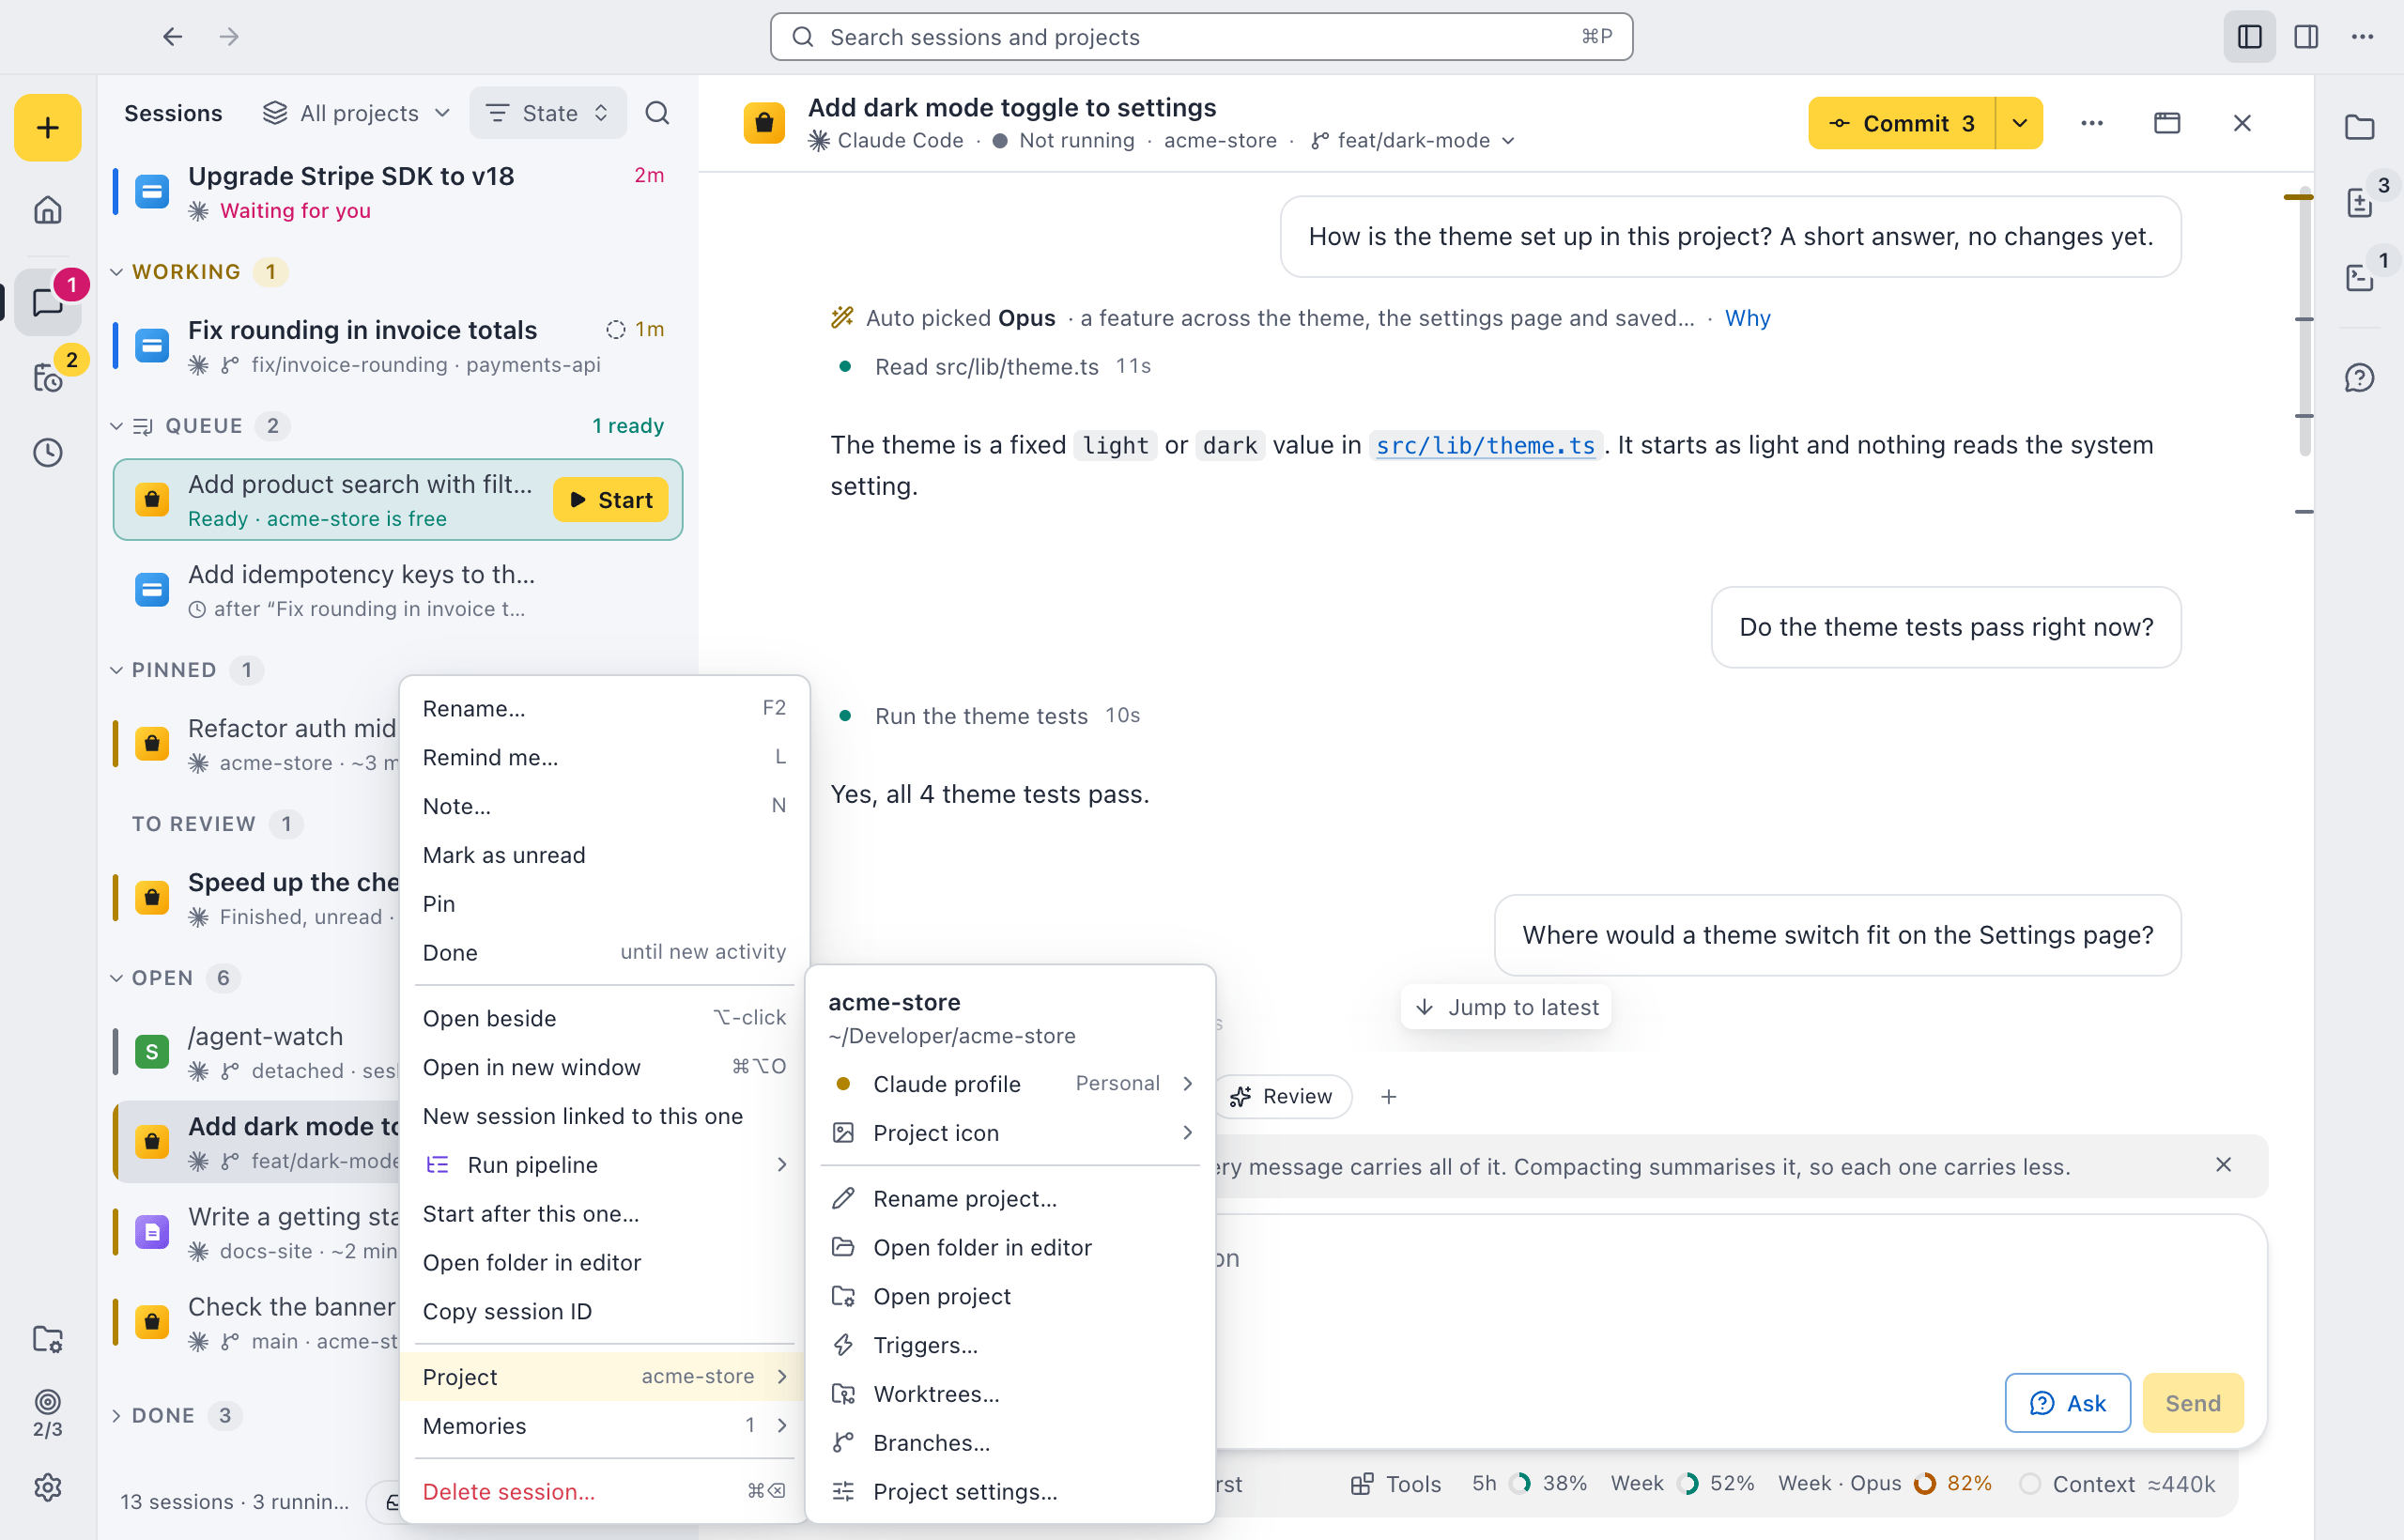 Search sessions and projects
⌘P
Sessions
All projects
State
Upgrade Stripe SDK to v18
2m
Waiting for you
WORKING 1
Fix rounding in invoice totals
1m
fix/invoice-rounding · payments-api
QUEUE 2
1 ready
Add product search with filt...
Ready · acme-store is free
Start
Add idempotency keys to th...
after “Fix rounding in invoice t...
PINNED 1
Refactor auth mid
acme-store · ~3 m
TO REVIEW 1
Speed up the che
Finished, unread ·
OPEN 6
S
/agent-watch
detached · ses
Add dark mode to
feat/dark-mode
Write a getting sta
docs-site · ~2 min
Check the banner
main · acme-st
DONE 3
13 sessions · 3 runnin...
1
2
2/3
Rename... F2
Remind me... L
Note... N
Mark as unread
Pin
Done until new activity
Open beside ⌥-click
Open in new window ⌘⌥O
New session linked to this one
Run pipeline
Start after this one...
Open folder in editor
Copy session ID
Project acme-store
Memories 1
Delete session... ⌘⌫
acme-store
~/Developer/acme-store
Claude profile Personal
Project icon
Rename project...
Open folder in editor
Open project
Triggers...
Worktrees...
Branches...
Project settings...
Add dark mode toggle to settings
Claude Code · Not running · acme-store · feat/dark-mode
Commit 3
3
1
How is the theme set up in this project? A short answer, no changes yet.
Auto picked Opus · a feature across the theme, the settings page and saved... · Why
Read src/lib/theme.ts 11s
The theme is a fixed light or dark value in src/lib/theme.ts. It starts as light and nothing reads the system
setting.
Do the theme tests pass right now?
Run the theme tests 10s
Yes, all 4 theme tests pass.
Where would a theme switch fit on the Settings page?
Jump to latest
Review
message carries all of it. Compacting summarises it, so each one carries less.
Ask
Send
Tools
5h 38%
Week 52%
Week · Opus 82%
Context ≈440k